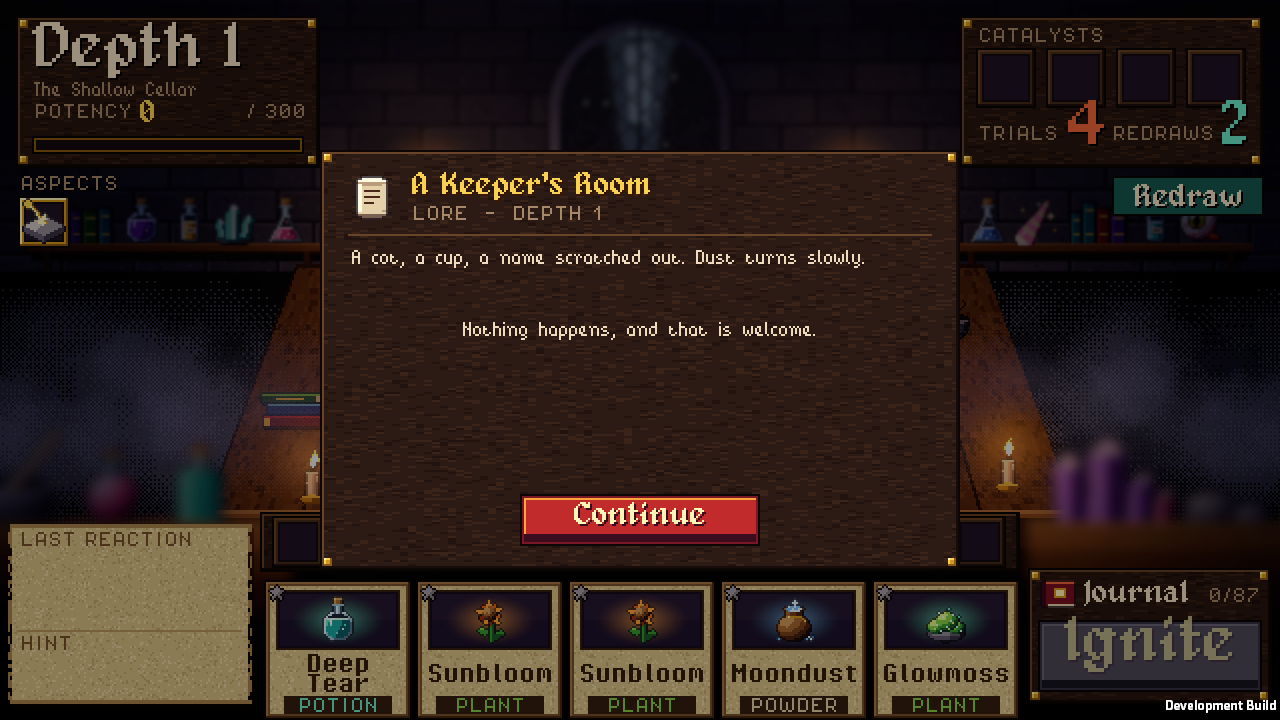 Depth 1
The Shallow Cellar
POTENCY 0 / 300
ASPECTS
CATALYSTS
TRIALS 4 REDRAWS 2
Redraw
A Keeper's Room
LORE - DEPTH 1
A cot, a cup, a name scratched out. Dust turns slowly.
Nothing happens, and that is welcome.
Continue
LAST REACTION
HINT
Deep
Tear
POTION
Sunbloom
PLANT
Sunbloom
PLANT
Moondust
POWDER
Glowmoss
PLANT
Journal 0/87
Ignite
Development Build